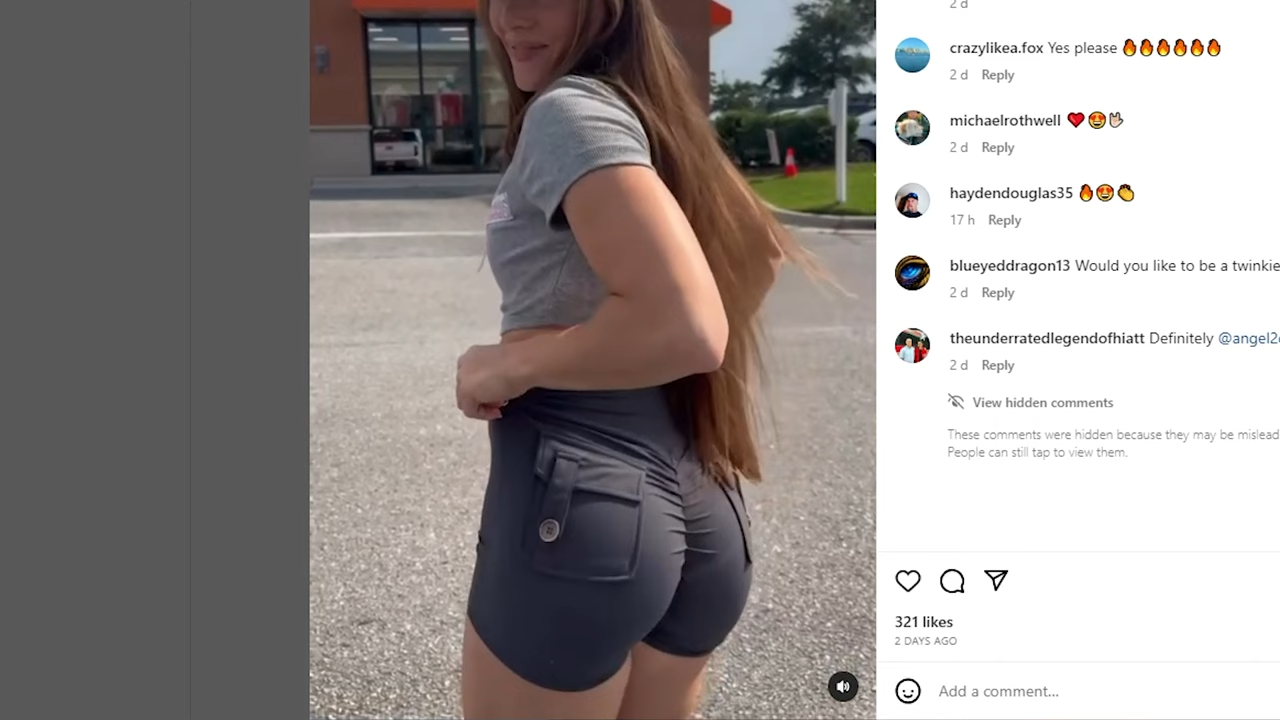 2 d
crazylikea.fox Yes please 🔥🔥🔥🔥🔥🔥
2 d Reply
michaelrothwell ❤️😍🤟🏻
2 d Reply
haydendouglas35 🔥😍👏
17 h Reply
blueyeddragon13 Would you like to be a twinkie
2 d Reply
theunderratedlegendofhiatt Definitely @angel2
2 d Reply
View hidden comments
These comments were hidden because they may be mislead
People can still tap to view them.
321 likes
2 DAYS AGO
Add a comment...